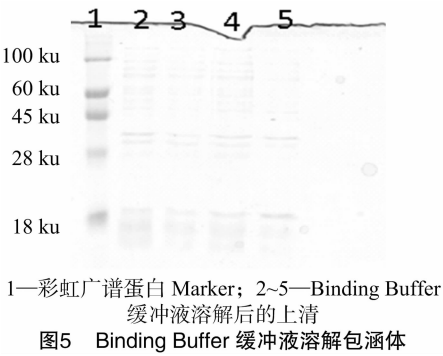 1 2 3 4 5
100 ku
60 ku
45 ku
28 ku
18 ku
1—彩虹广谱蛋白 Marker；2~5—Binding Buffer
缓冲液溶解后的上清
图5 Binding Buffer 缓冲液溶解包涵体